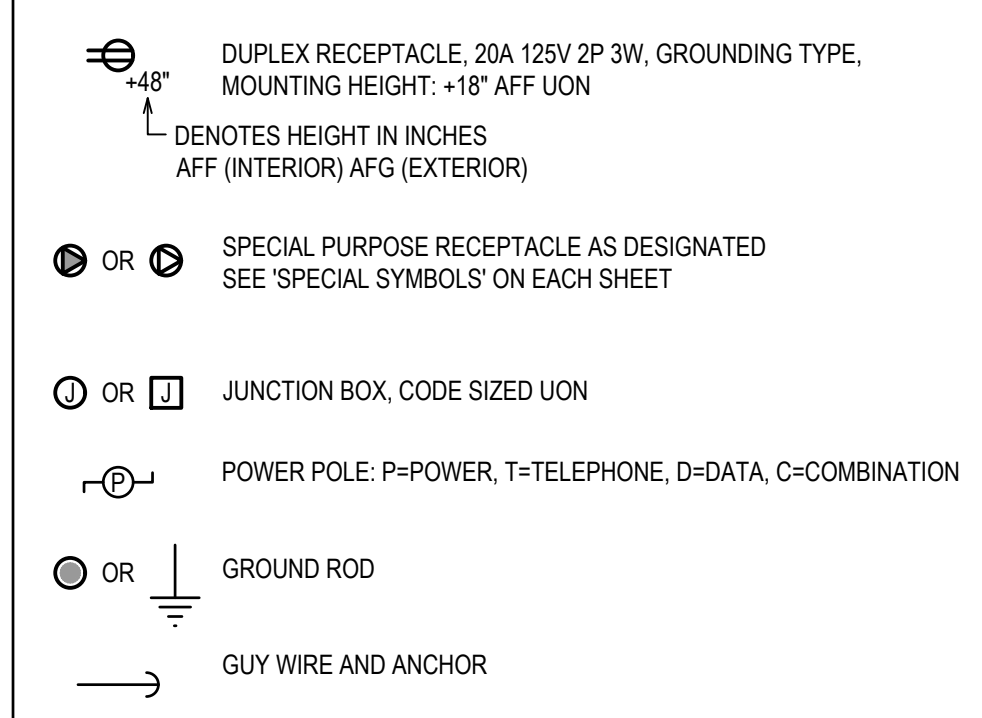 DUPLEX RECEPTACLE, 20A 125V 2P 3W, GROUNDING TYPE,
+48" MOUNTING HEIGHT: +18" AFF UON
DENOTES HEIGHT IN INCHES
AFF (INTERIOR) AFG (EXTERIOR)
OR SPECIAL PURPOSE RECEPTACLE AS DESIGNATED
SEE 'SPECIAL SYMBOLS' ON EACH SHEET
J OR J JUNCTION BOX, CODE SIZED UON
P POWER POLE: P=POWER, T=TELEPHONE, D=DATA, C=COMBINATION
OR GROUND ROD
GUY WIRE AND ANCHOR